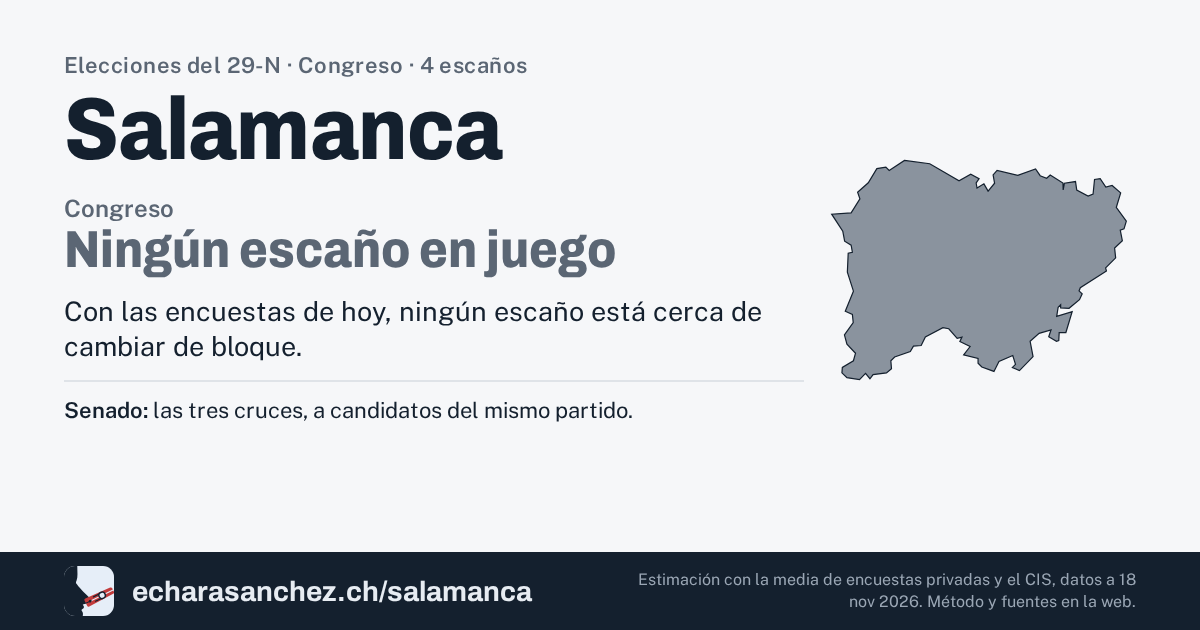 Elecciones del 29-N · Congreso · 4 escaños
Salamanca
Congreso
Ningún escaño en juego
Con las encuestas de hoy, ningún escaño está cerca de
cambiar de bloque.
Senado: las tres cruces, a candidatos del mismo partido.
echarasanchez.ch/salamanca
Estimación con la media de encuestas privadas y el CIS, datos a 18
nov 2026. Método y fuentes en la web.